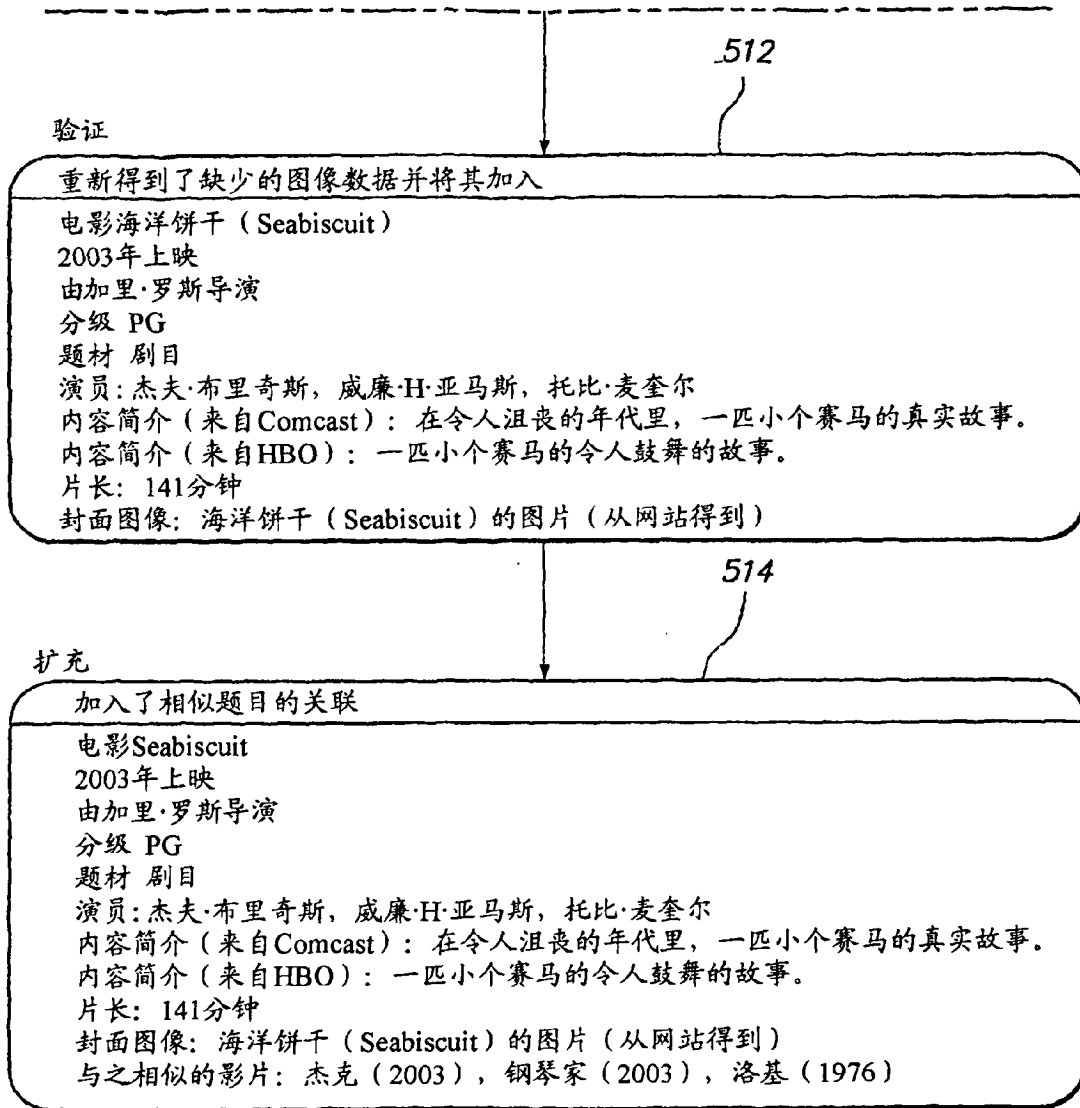 512
验证
重新得到了缺少的图像数据并将其加入
电影海洋饼干(Seabiscuit)
2003年上映
由加里·罗斯导演
分级 PG
题材 剧目
演员:杰夫·布里奇斯,威廉·H·亚马斯,托比·麦奎尔
内容简介(来自Comcast):在令人沮丧的年代里,一匹小个赛马的真实故事。
内容简介(来自HBO):一匹小个赛马的令人鼓舞的故事。
片长:141分钟
封面图像:海洋饼干(Seabiscuit)的图片(从网站得到)
514
扩充
加入了相似题目的关联
电影Seabiscuit
2003年上映
由加里·罗斯导演
分级 PG
题材 剧目
演员:杰夫·布里奇斯,威廉·H·亚马斯,托比·麦奎尔
内容简介(来自Comcast):在令人沮丧的年代里,一匹小个赛马的真实故事。
内容简介(来自HBO):一匹小个赛马的令人鼓舞的故事。
片长:141分钟
封面图像:海洋饼干(Seabiscuit)的图片(从网站得到)
与之相似的影片:杰克(2003),钢琴家(2003),洛基(1976)